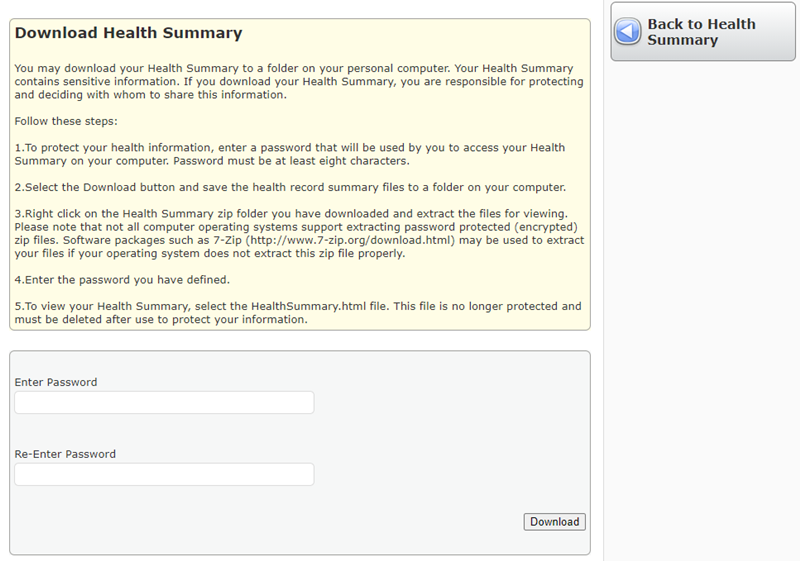 Download Health Summary
You may download your Health Summary to a folder on your personal computer. Your Health Summary
contains sensitive information. If you download your Health Summary, you are responsible for protecting
and deciding with whom to share this information.
Follow these steps:
1.To protect your health information, enter a password that will be used by you to access your Health
Summary on your computer. Password must be at least eight characters.
2.Select the Download button and save the health record summary files to a folder on your computer.
3.Right click on the Health Summary zip folder you have downloaded and extract the files for viewing.
Please note that not all computer operating systems support extracting password protected (encrypted)
zip files. Software packages such as 7-Zip (http://www.7-zip.org/download.html) may be used to extract
your files if your operating system does not extract this zip file properly.
4.Enter the password you have defined.
5.To view your Health Summary, select the HealthSummary.html file. This file is no longer protected and
must be deleted after use to protect your information.
Enter Password
Re-Enter Password
Download
Back to Health
Summary